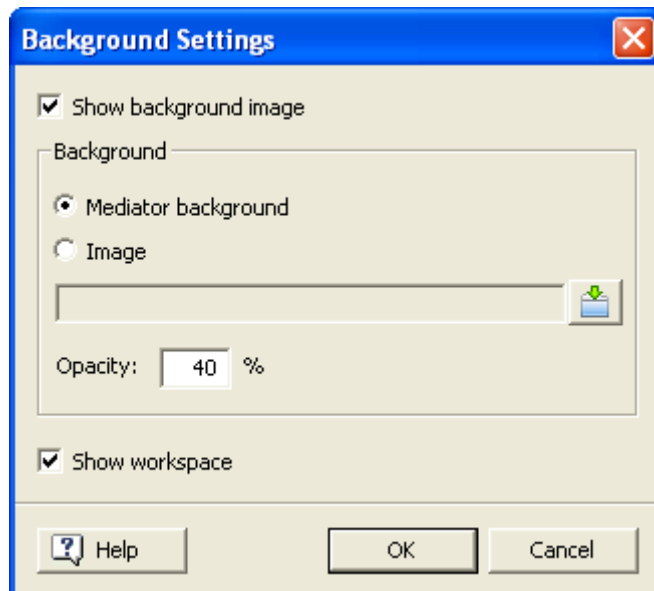 Background Settings
Show background image
Background
Mediator background
Image
Opacity: 40 %
Show workspace
Help OK Cancel